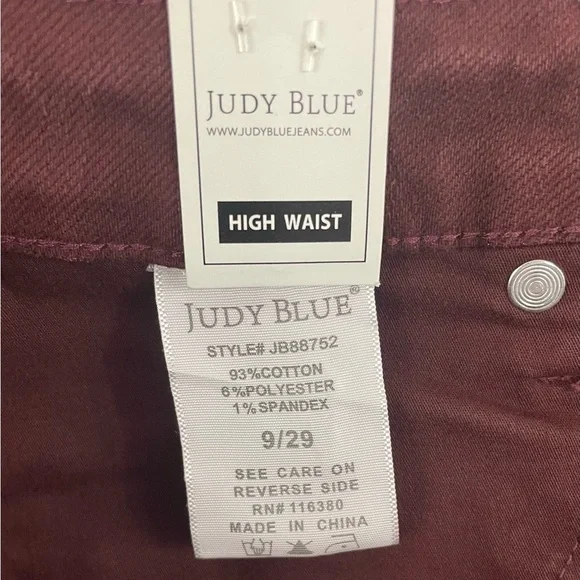 JUDY BLUE®
WWW.JUDYBLUEJEANS.COM
HIGH WAIST
JUDY BLUE®
STYLE# JB88752
93%COTTON
6%POLYESTER
1%SPANDEX
9/29
SEE CARE ON
REVERSE SIDE
RN# 116380
MADE IN CHINA